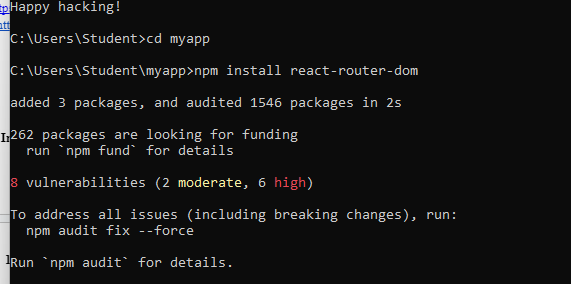 Happy hacking!
C:\Users\Student>cd myapp
C:\Users\Student\myapp>npm install react-router-dom
added 3 packages, and audited 1546 packages in 2s
262 packages are looking for funding
run `npm fund` for details
8 vulnerabilities (2 moderate, 6 high)
To address all issues (including breaking changes), run:
npm audit fix --force
Run `npm audit` for details.